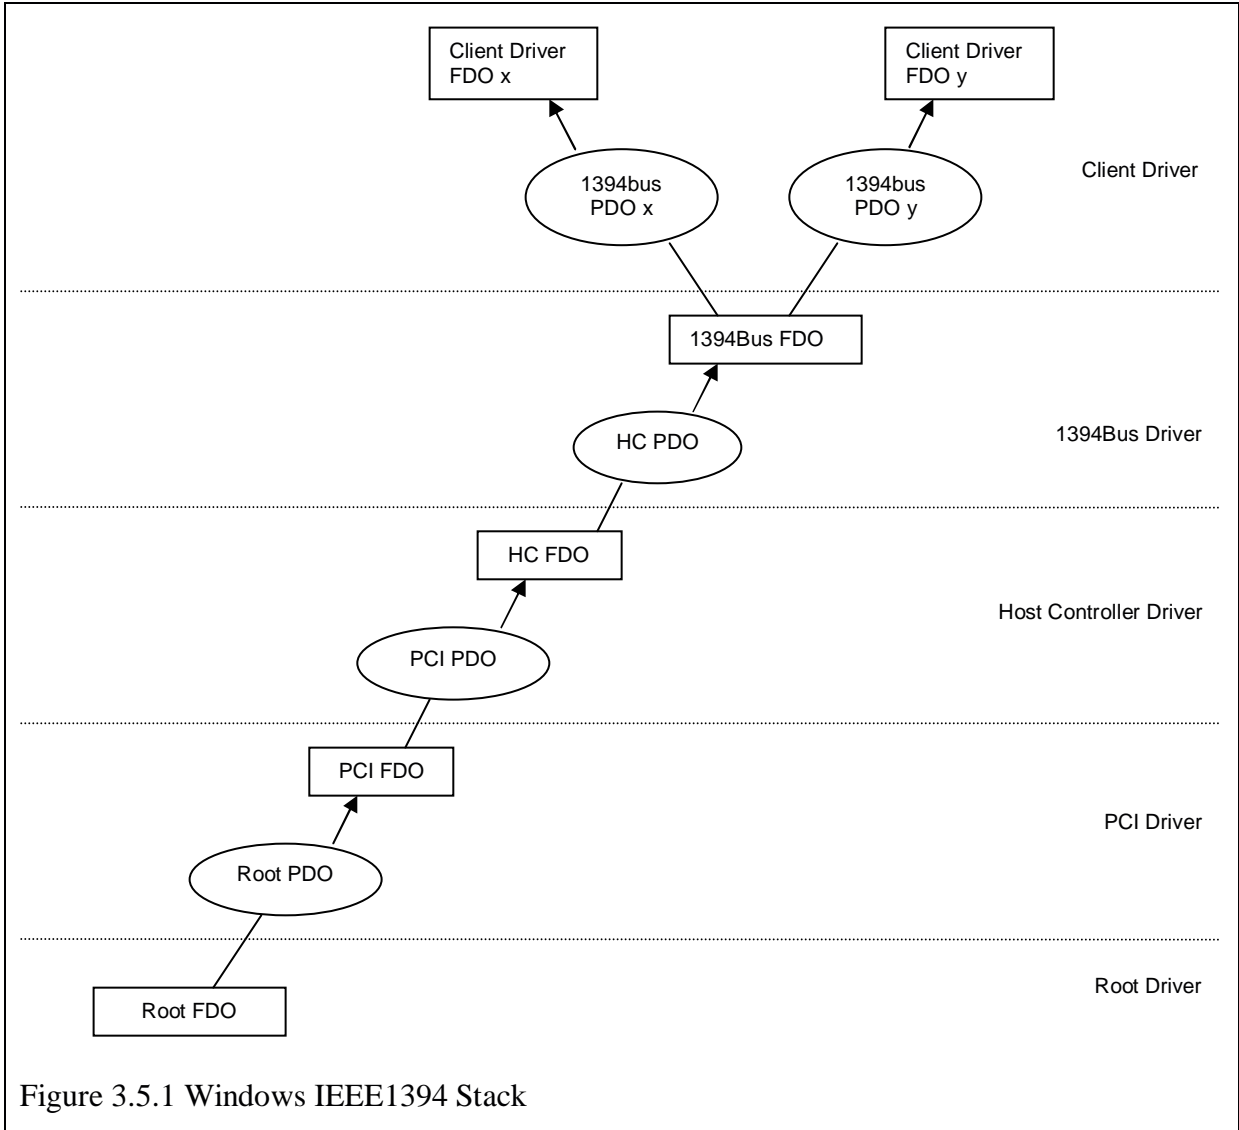 Client Driver
FDO x
Client Driver
FDO y
1394bus
PDO x
1394bus
PDO y
Client Driver
1394Bus FDO
HC PDO
1394Bus Driver
HC FDO
Host Controller Driver
PCI PDO
PCI FDO
PCI Driver
Root PDO
Root Driver
Root FDO
Figure 3.5.1 Windows IEEE1394 Stack